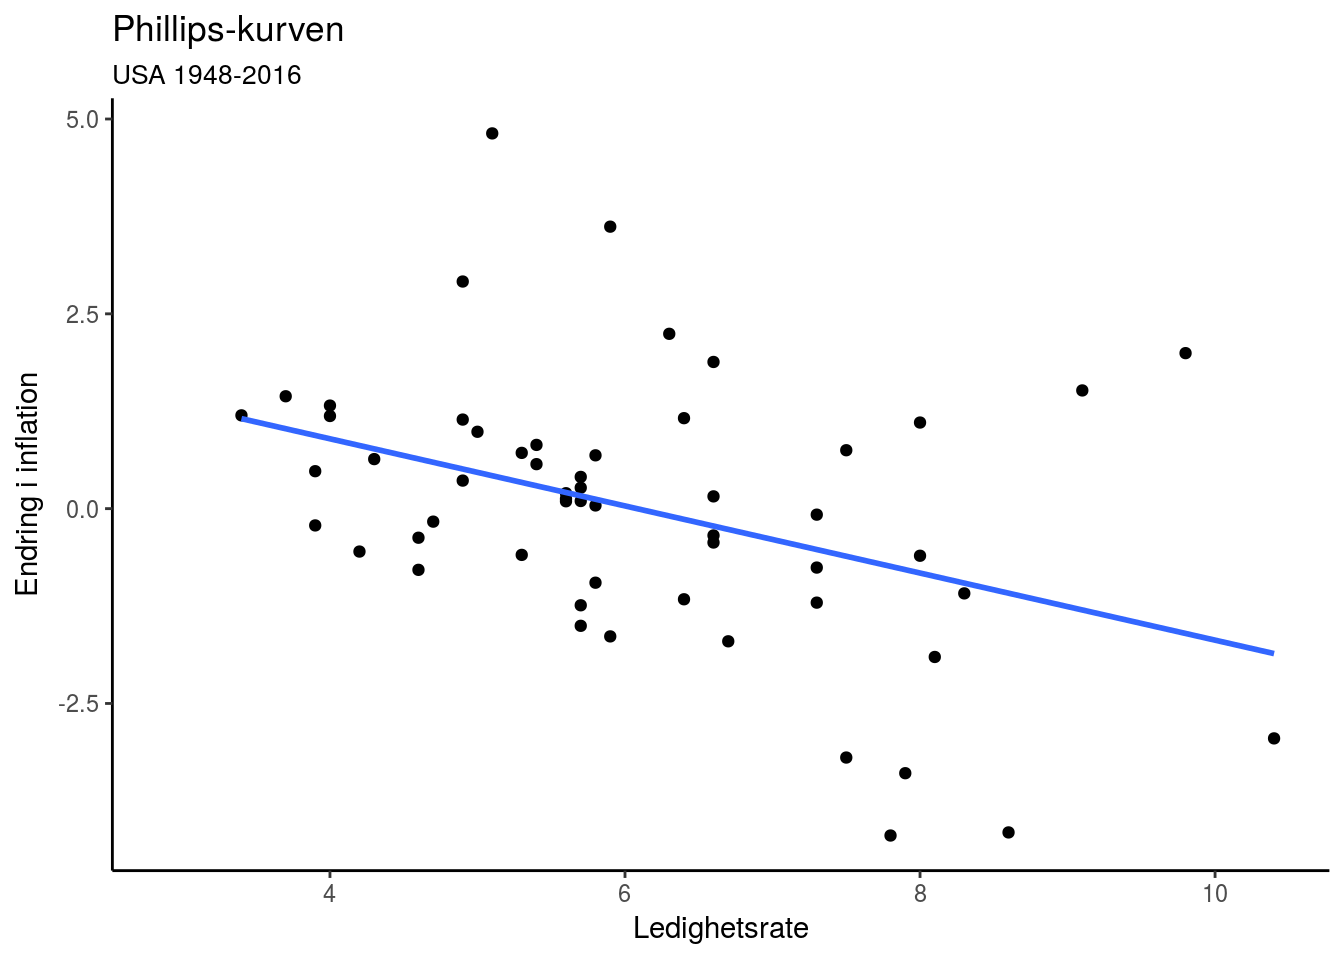 Phillips-kurven
USA 1948-2016
5.0
2.5
0.0
-2.5
Endring i inflation
4 6 8 10
Ledighetsrate